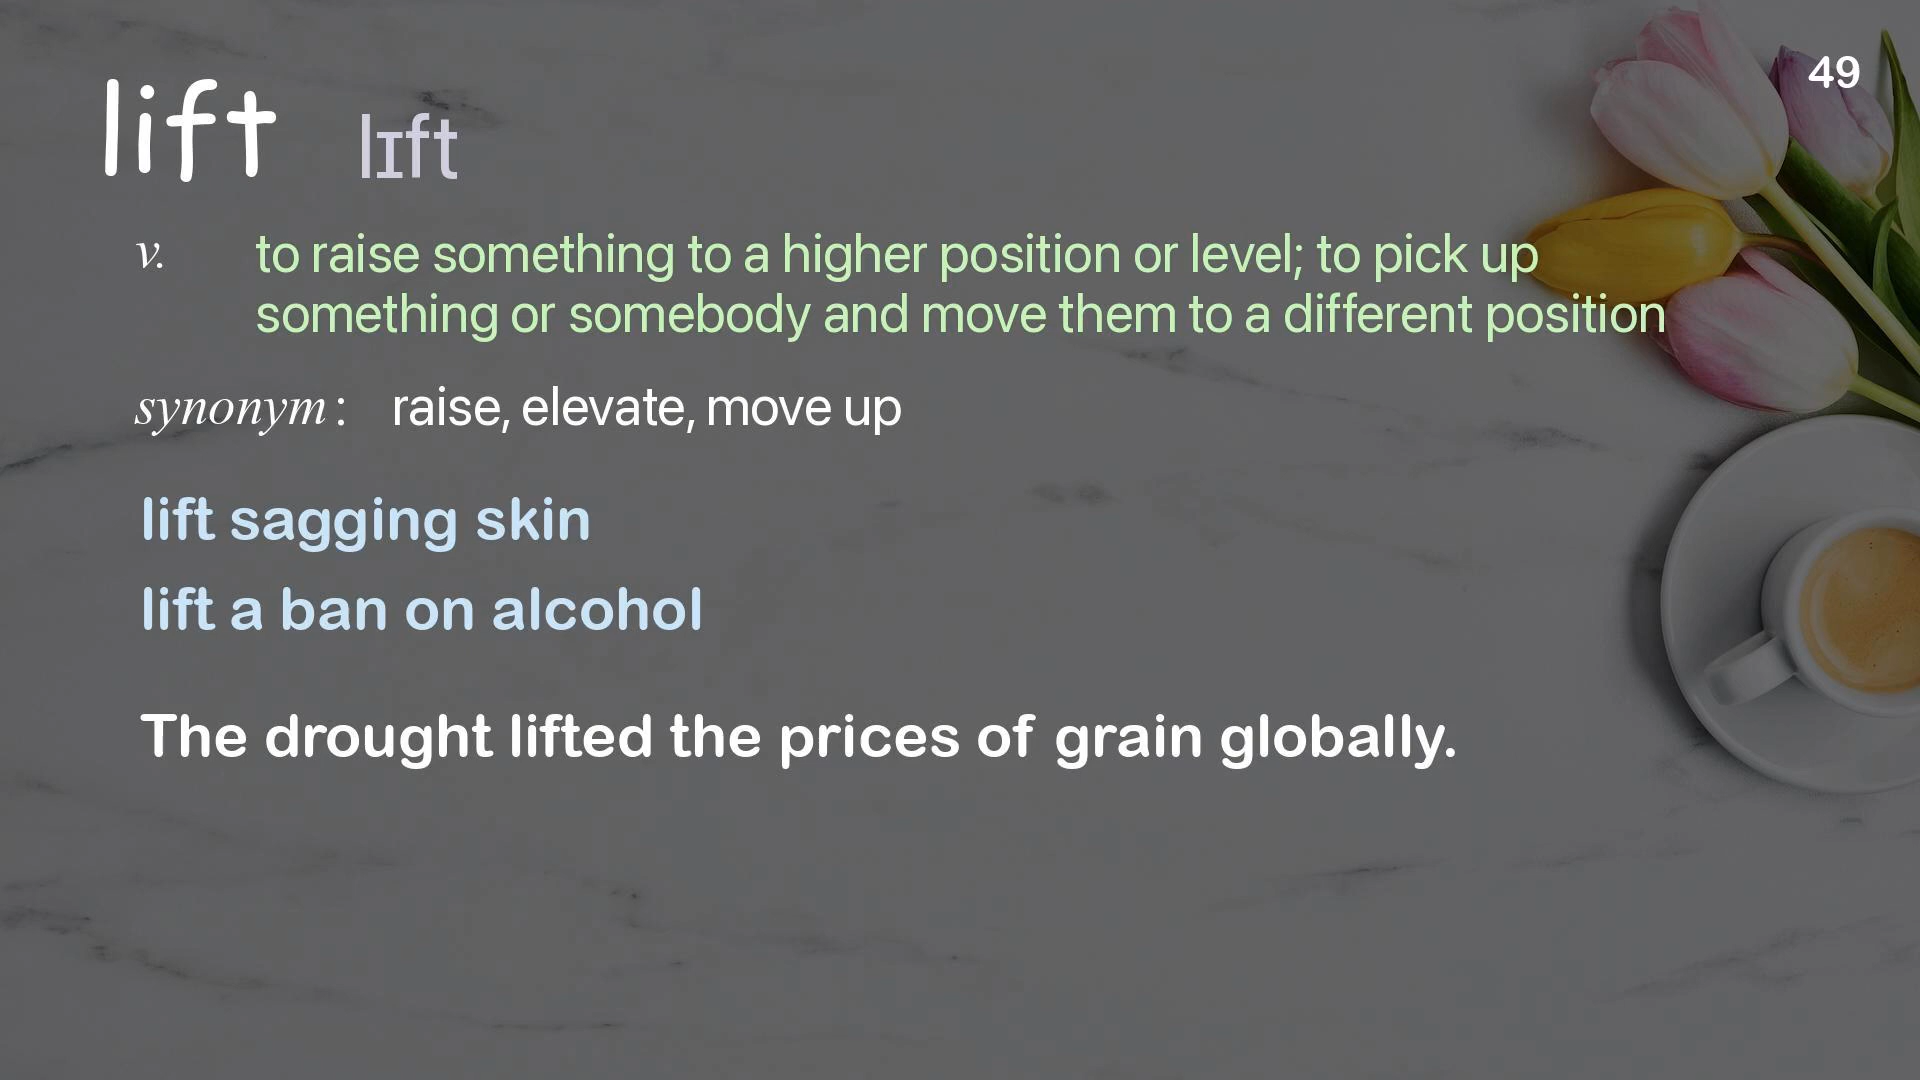 49
lift lɪft
v. to raise something to a higher position or level; to pick up
something or somebody and move them to a different position
synonym: raise, elevate, move up
lift sagging skin
lift a ban on alcohol
The drought lifted the prices of grain globally.